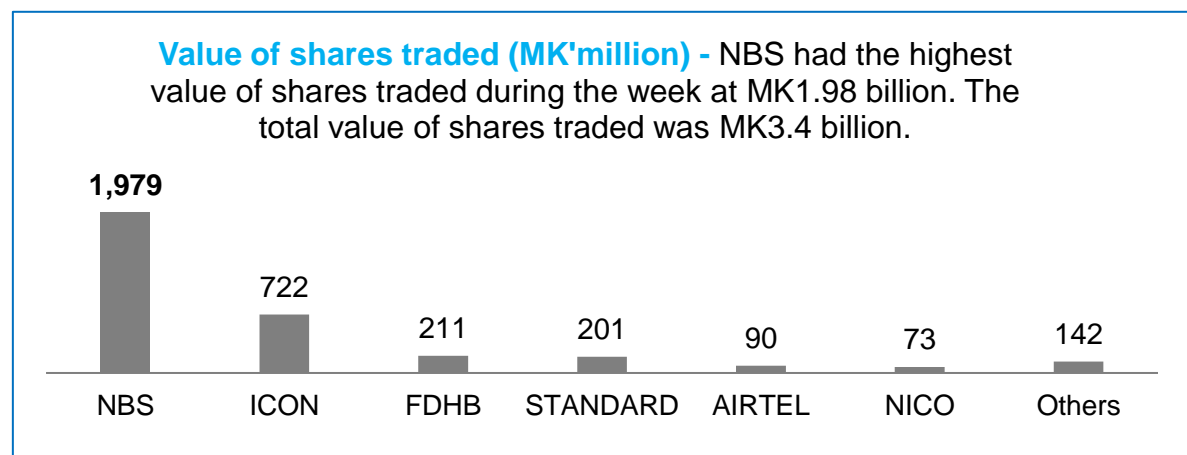 Value of shares traded (MK'million) - NBS had the highest
value of shares traded during the week at MK1.98 billion. The
total value of shares traded was MK3.4 billion.
1,979
722
211
201
90
73
142
NBS
ICON
FDHB
STANDARD
AIRTEL
NICO
Others